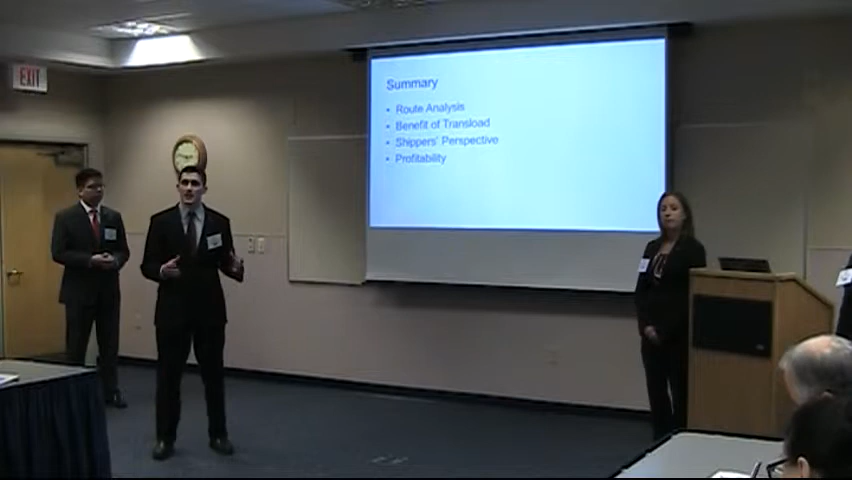 EXIT
Summary
• Route Analysis
• Benefit of Transload
• Shippers' Perspective
• Profitability